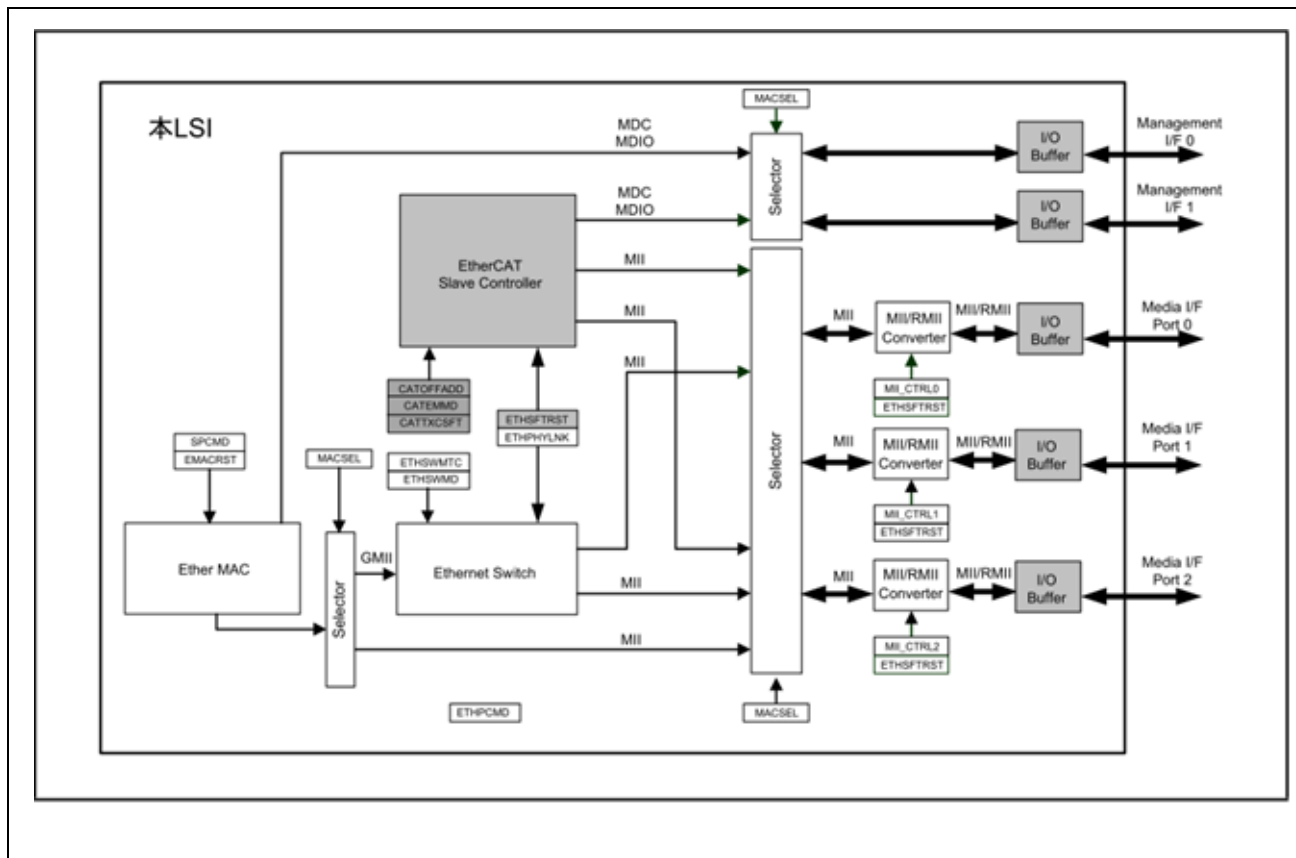 本LSI
MACSEL
MDC
MDIO
Selector
I/O
Buffer
Management
I/F 0
MDC
MDIO
I/O
Buffer
Management
I/F 1
EtherCAT
Slave Controller
MII
MII
MII
Selector
MII
MII/RMII
Converter
MII/RMII
I/O
Buffer
Media I/F
Port 0
MII_CTRL0
ETHSFTRST
CATOFFADD
CATEMMD
CATTXCSFT
ETHSFTRST
ETHPHYLNK
SPCMD
EMACRST
MACSEL
ETHSWMTC
ETHSWMD
MII
MII/RMII
Converter
MII/RMII
I/O
Buffer
Media I/F
Port 1
MII_CTRL1
ETHSFTRST
Ether MAC
Selector
GMII
Ethernet Switch
MII
MII
MII
MII/RMII
Converter
MII/RMII
I/O
Buffer
Media I/F
Port 2
MII_CTRL2
ETHSFTRST
ETHPCMD
MACSEL